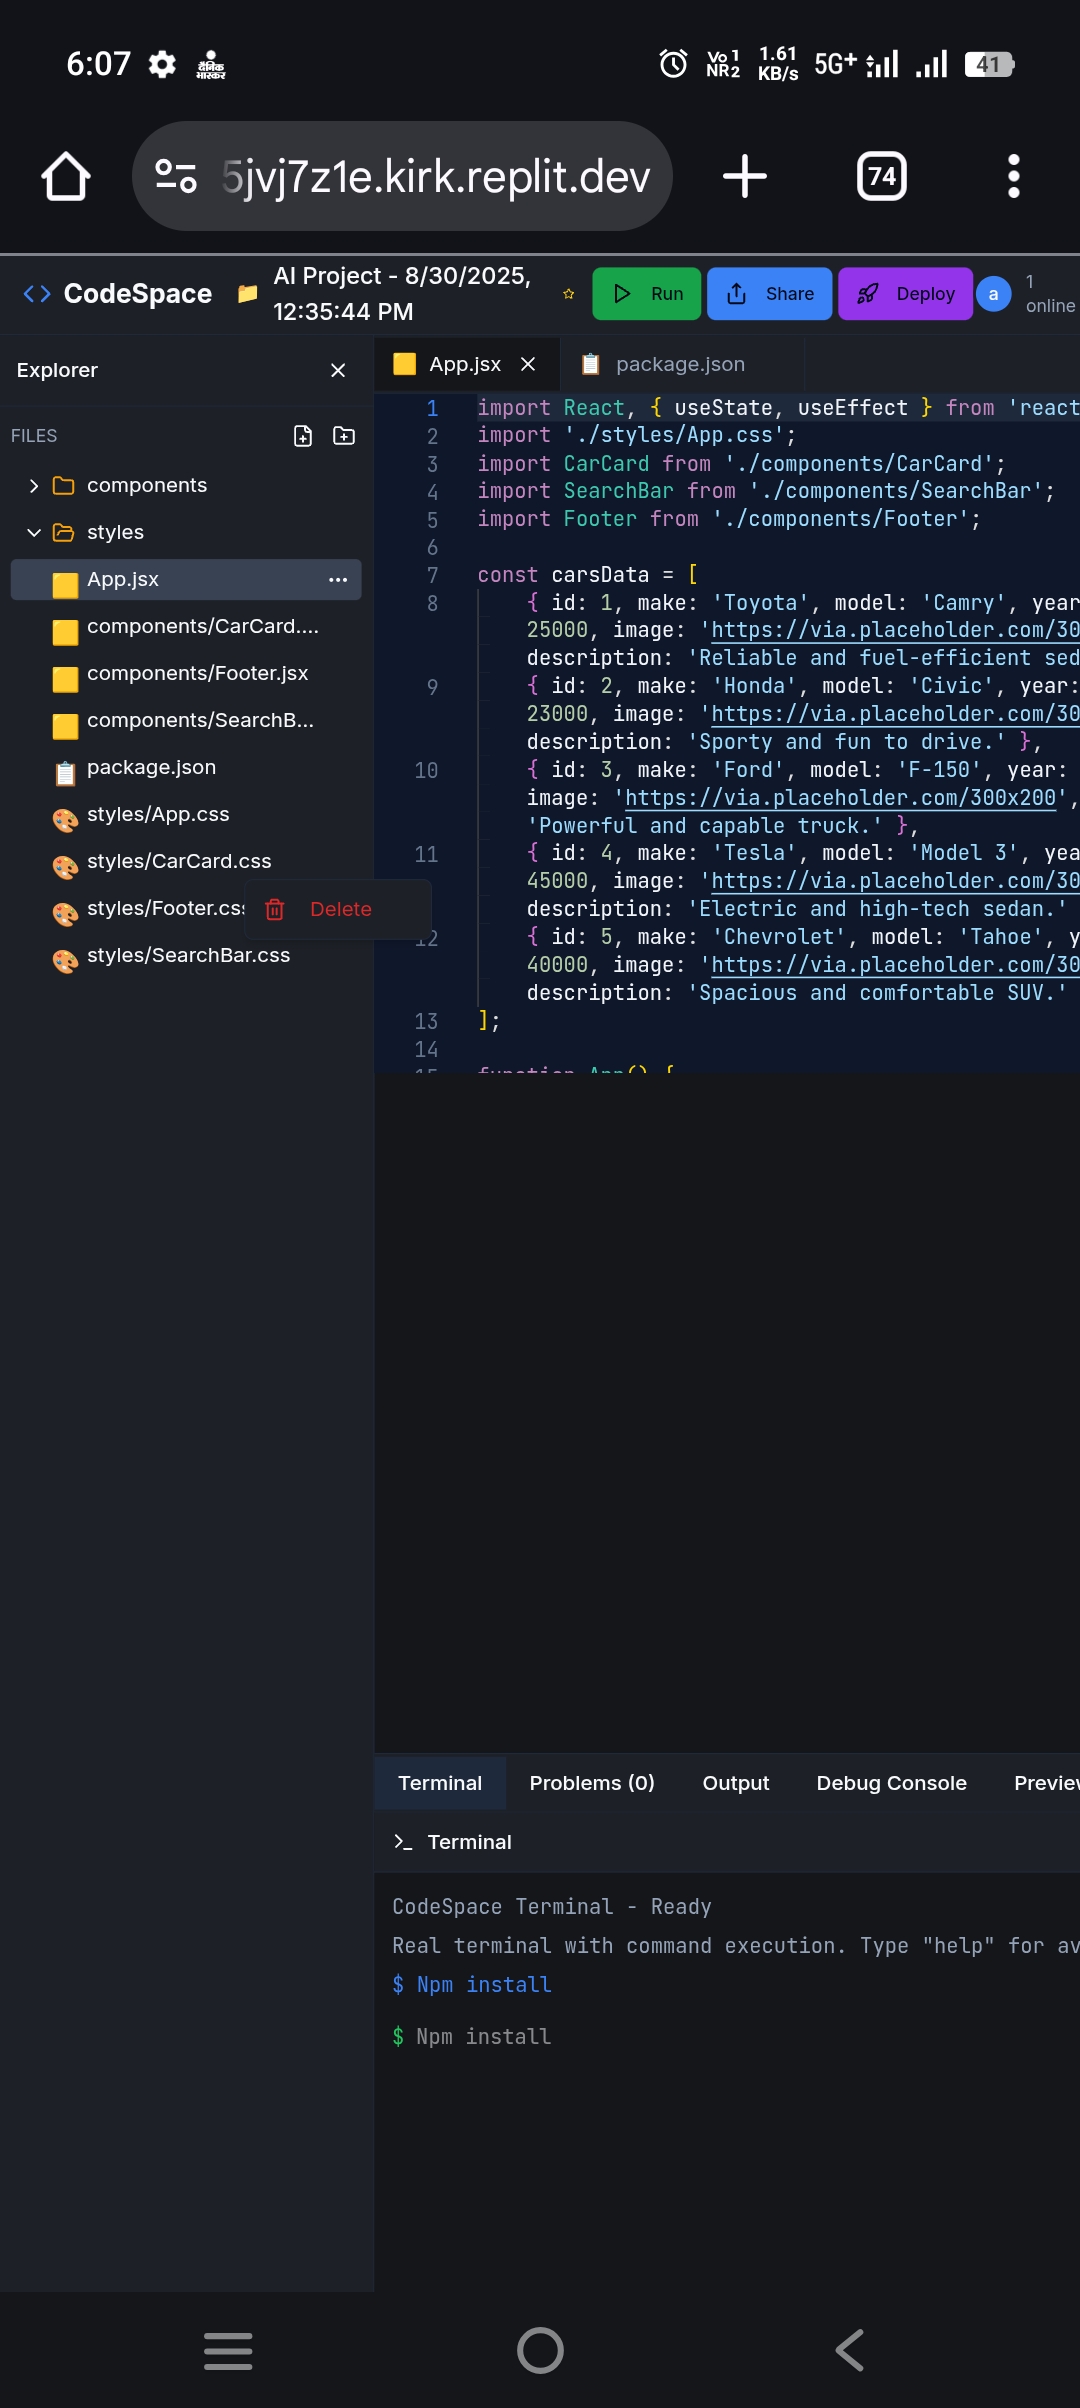 6:07
दैनिक
भास्कर
Vo 1
NR2
1.61
KB/s
5G+
41
5jvj7z1e.kirk.replit.dev
74
CodeSpace
AI Project - 8/30/2025,
12:35:44 PM
Run
Share
Deploy
a
1
online
Explorer
App.jsx
package.json
FILES
components
styles
App.jsx
components/CarCard....
components/Footer.jsx
components/SearchB...
package.json
styles/App.css
styles/CarCard.css
styles/Footer.css
Delete
styles/SearchBar.css
1 import React, { useState, useEffect } from 'react
2 import './styles/App.css';
3 import CarCard from './components/CarCard';
4 import SearchBar from './components/SearchBar';
5 import Footer from './components/Footer';
6
7 const carsData = [
8 { id: 1, make: 'Toyota', model: 'Camry', year
25000, image: 'https://via.placeholder.com/30
description: 'Reliable and fuel-efficient sed
9 { id: 2, make: 'Honda', model: 'Civic', year:
23000, image: 'https://via.placeholder.com/30
description: 'Sporty and fun to drive.' },
10 { id: 3, make: 'Ford', model: 'F-150', year:
image: 'https://via.placeholder.com/300x200',
'Powerful and capable truck.' },
11 { id: 4, make: 'Tesla', model: 'Model 3', yea
45000, image: 'https://via.placeholder.com/30
description: 'Electric and high-tech sedan.'
12 { id: 5, make: 'Chevrolet', model: 'Tahoe', y
40000, image: 'https://via.placeholder.com/30
description: 'Spacious and comfortable SUV.'
13 ];
14
15 function App() {
Terminal
Problems (0)
Output
Debug Console
Preview
Terminal
CodeSpace Terminal - Ready
Real terminal with command execution. Type "help" for av
$ Npm install
$ Npm install